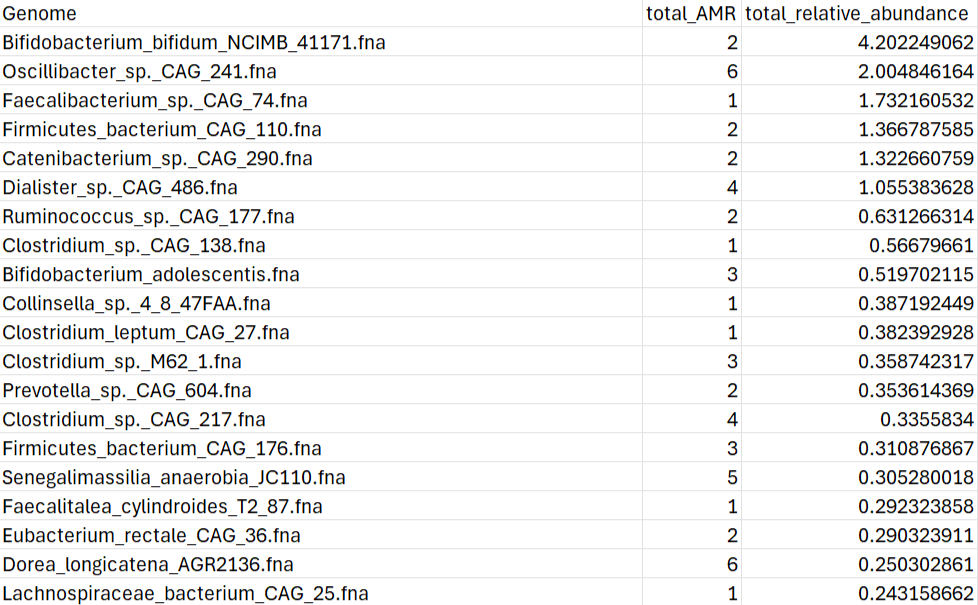 Genome total_AMR total_relative_abundance
Bifidobacterium_bifidum_NCIMB_41171.fna 2 4.202249062
Oscillibacter_sp._CAG_241.fna 6 2.004846164
Faecalibacterium_sp._CAG_74.fna 1 1.732160532
Firmicutes_bacterium_CAG_110.fna 2 1.366787585
Catenibacterium_sp._CAG_290.fna 2 1.322660759
Dialister_sp._CAG_486.fna 4 1.055383628
Ruminococcus_sp._CAG_177.fna 2 0.631266314
Clostridium_sp._CAG_138.fna 1 0.56679661
Bifidobacterium_adolescentis.fna 3 0.519702115
Collinsella_sp._4_8_47FAA.fna 1 0.387192449
Clostridium_leptum_CAG_27.fna 1 0.382392928
Clostridium_sp._M62_1.fna 3 0.358742317
Prevotella_sp._CAG_604.fna 2 0.353614369
Clostridium_sp._CAG_217.fna 4 0.3355834
Firmicutes_bacterium_CAG_176.fna 3 0.310876867
Senegalimassilia_anaerobia_JC110.fna 5 0.305280018
Faecalitalea_cylindroides_T2_87.fna 1 0.292323858
Eubacterium_rectale_CAG_36.fna 2 0.290323911
Dorea_longicatena_AGR2136.fna 6 0.250302861
Lachnospiraceae_bacterium_CAG_25.fna 1 0.243158662